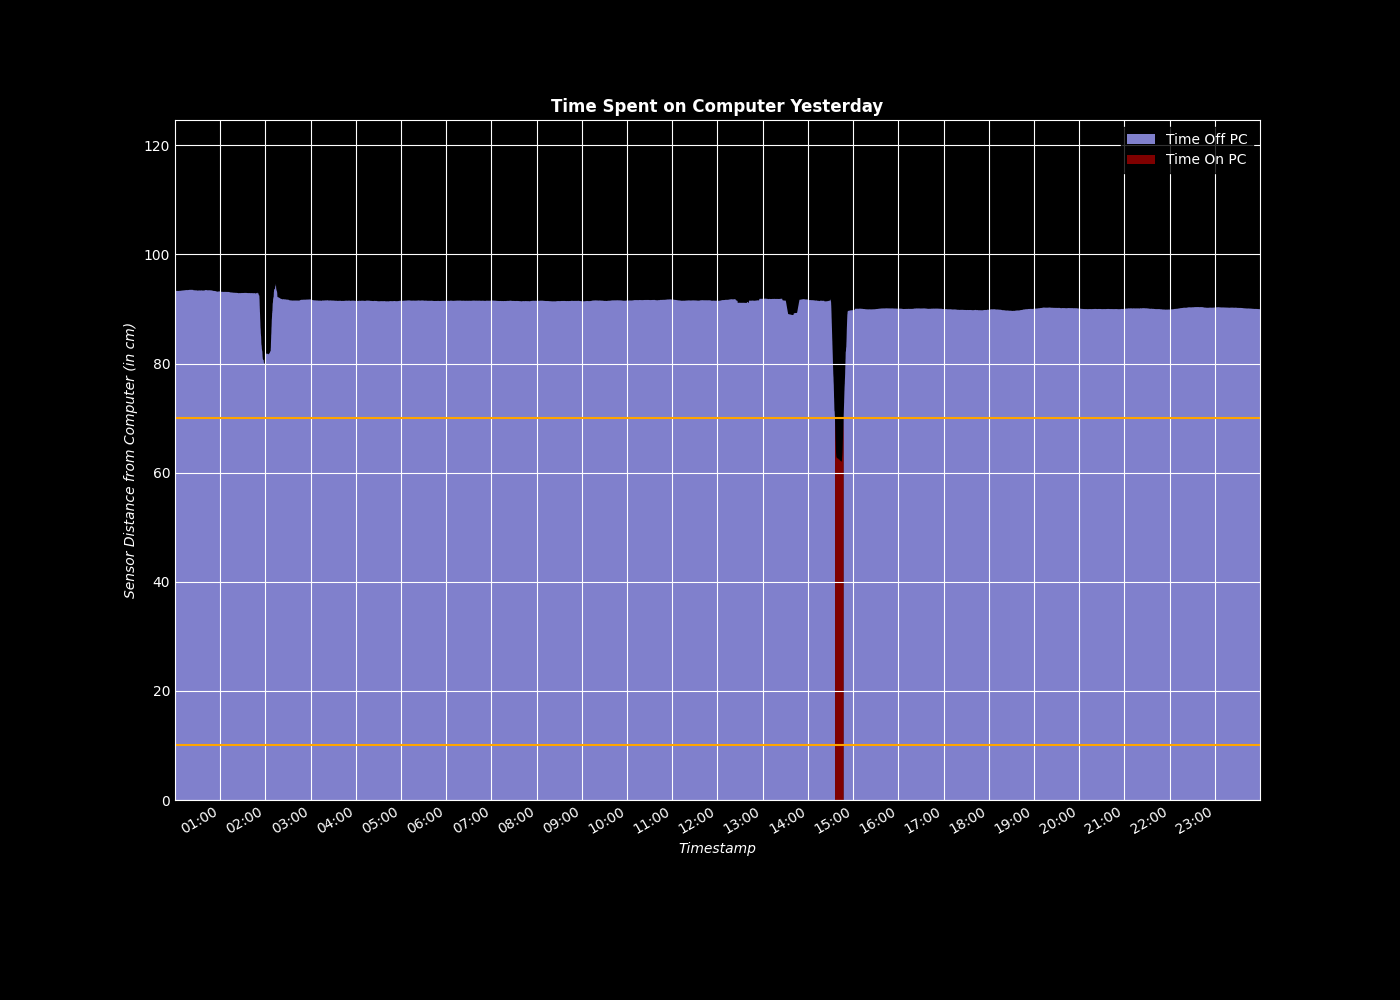 Time Spent on Computer Yesterday
Time Off PC
Time On PC
120
100
80
60
40
20
0
Sensor Distance from Computer (in cm)
01:00 02:00 03:00 04:00 05:00 06:00 07:00 08:00 09:00 10:00 11:00 12:00 13:00 14:00 15:00 16:00 17:00 18:00 19:00 20:00 21:00 22:00 23:00
Timestamp